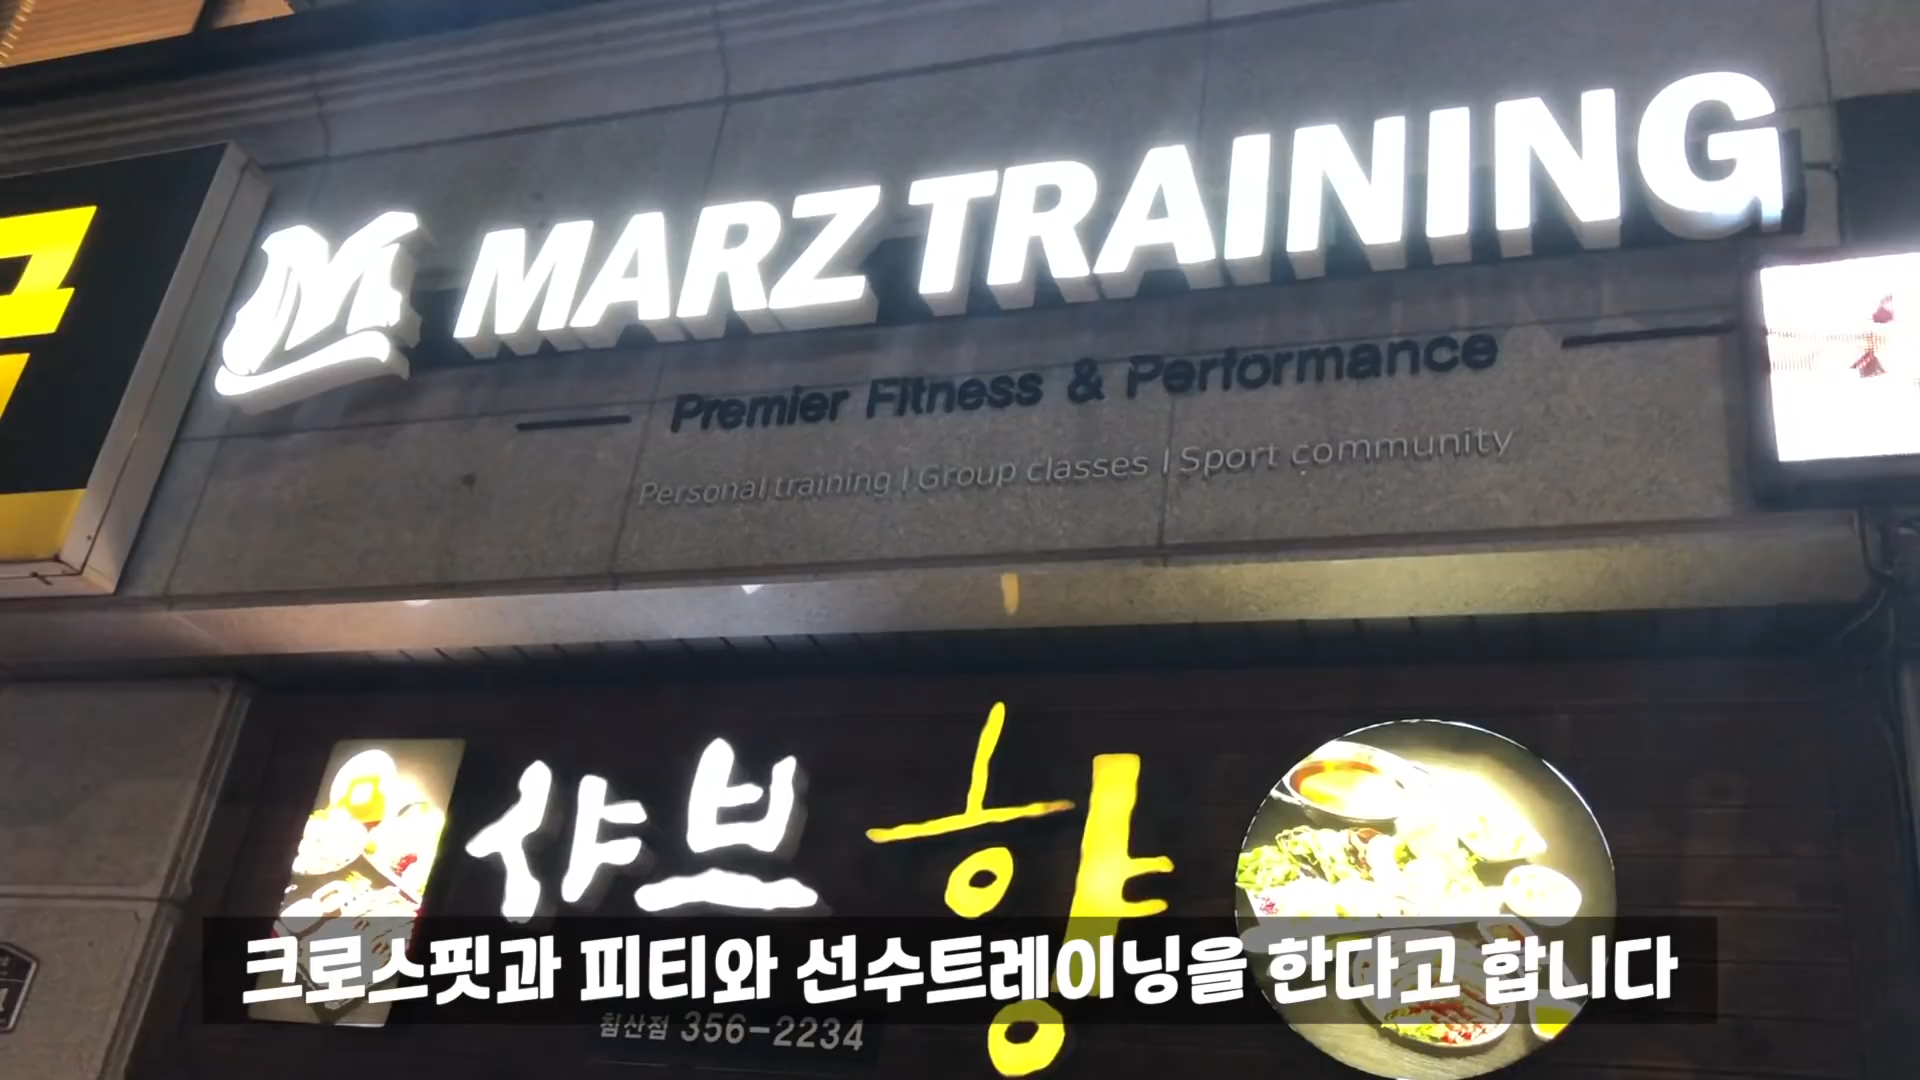 M MARZ TRAINING
Premier Fitness & Performance
Personal training | Group classes | Sport community
샤브향
크로스핏과 피티와 선수트레이닝을 한다고 합니다
침산점 356-2234